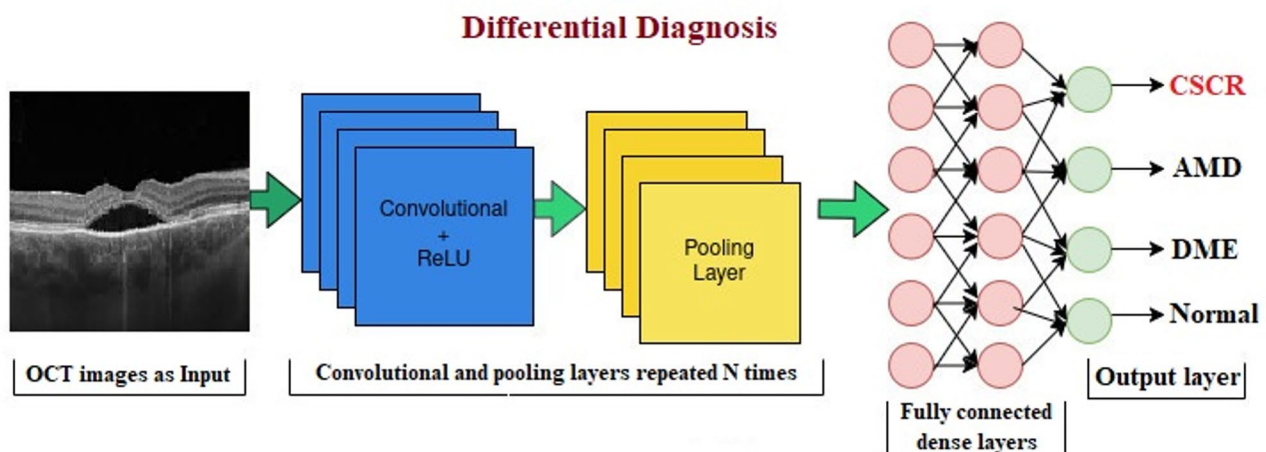 Differential Diagnosis
Convolutional
+
ReLU
Pooling
Layer
CSCR
AMD
DME
Normal
OCT images as Input
Convolutional and pooling layers repeated N times
Fully connected
dense layers
Output layer